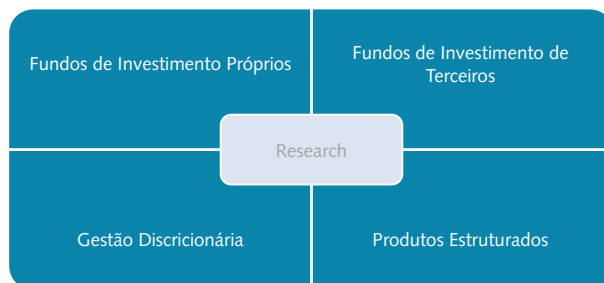 Fundos de Investimento Próprios
Fundos de Investimento de
Terceiros
Research
Gestão Discricionária
Produtos Estruturados